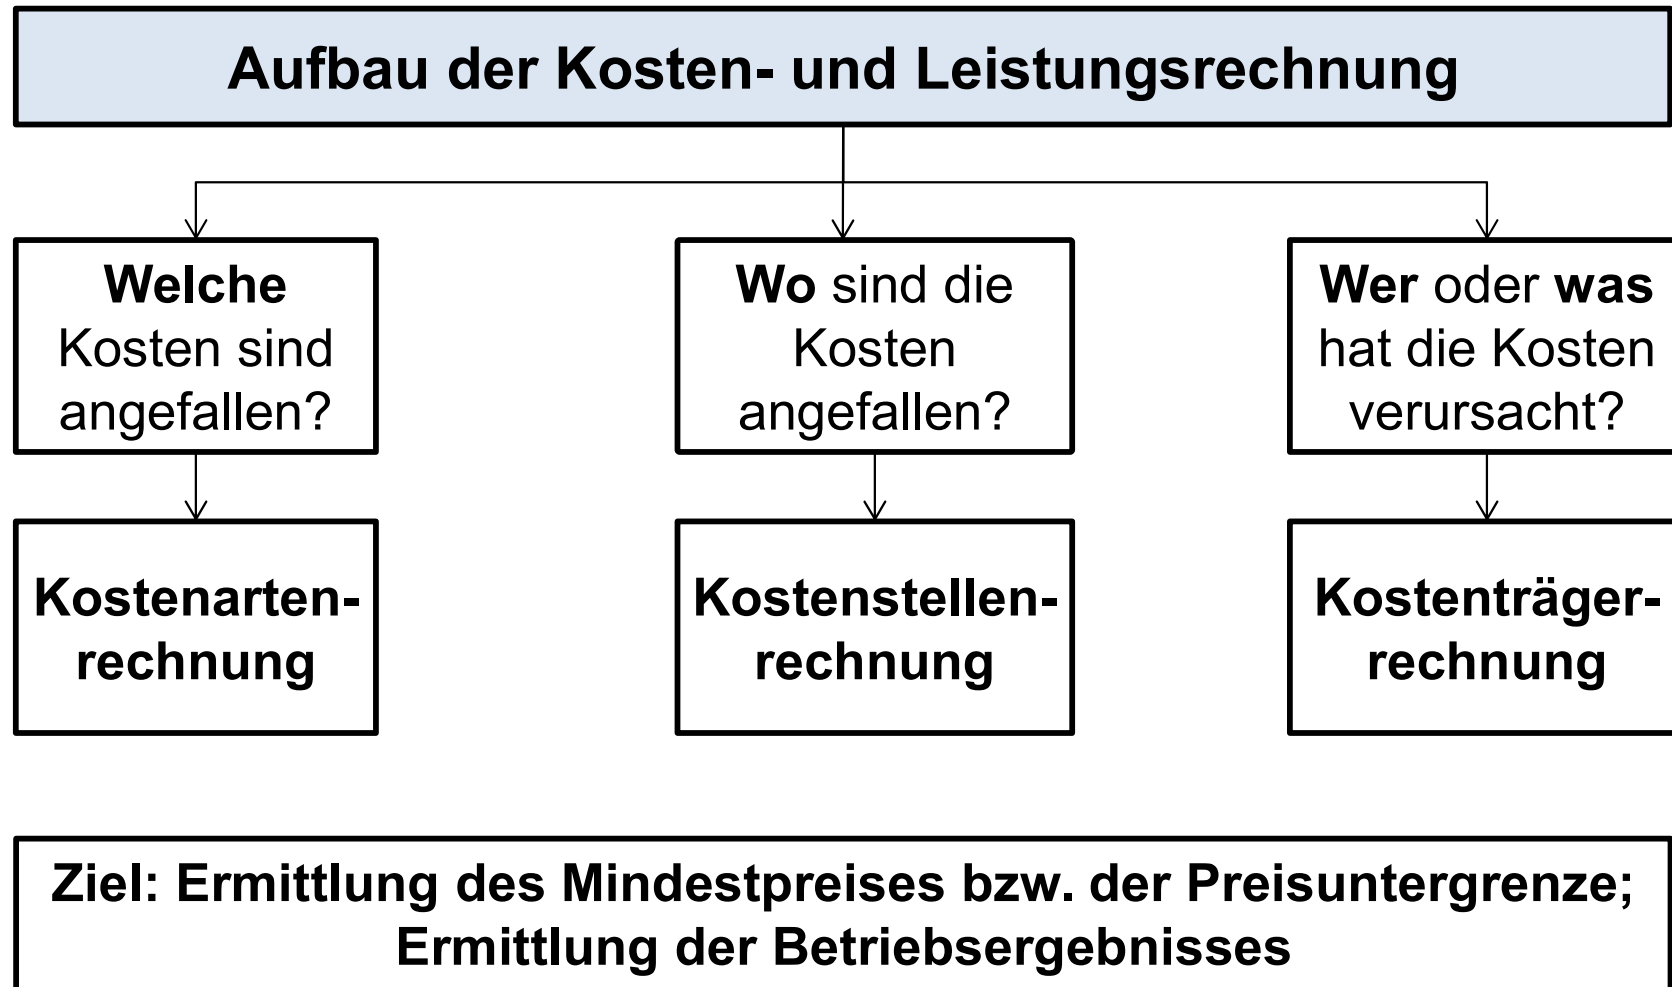 Aufbau der Kosten- und Leistungsrechnung
Welche
Kosten sind
angefallen?
Wo sind die
Kosten
angefallen?
Wer oder was
hat die Kosten
verursacht?
Kostenarten-
rechnung
Kostenstellen-
rechnung
Kostenträger-
rechnung
Ziel: Ermittlung des Mindestpreises bzw. der Preisuntergrenze;
Ermittlung der Betriebsergebnisses